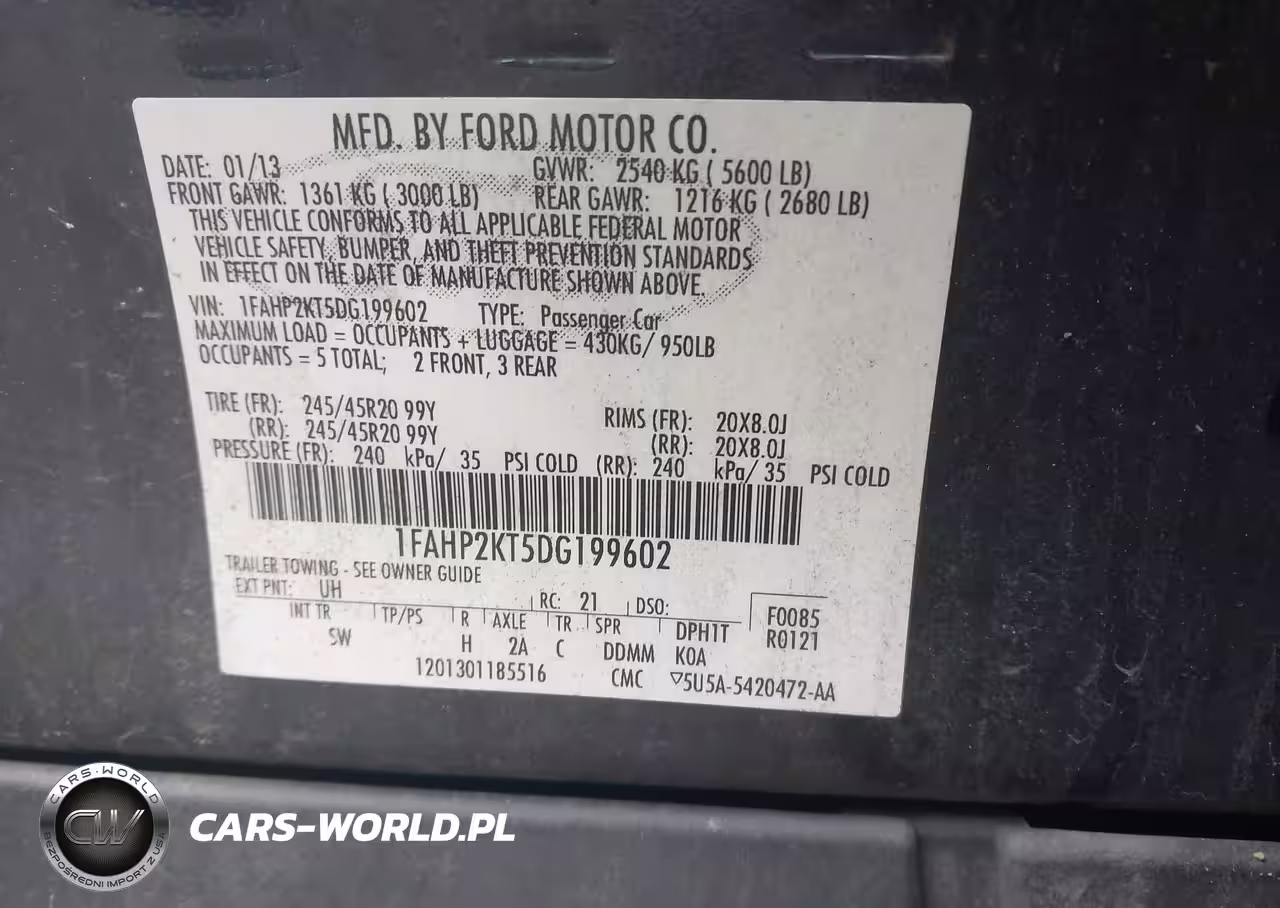 MFD. BY FORD MOTOR CO.
DATE: 01/13 GVWR: 2540 KG ( 5600 LB)
FRONT GAWR: 1361 KG ( 3000 LB) REAR GAWR: 1216 KG ( 2680 LB)
THIS VEHICLE CONFORMS TO ALL APPLICABLE FEDERAL MOTOR
VEHICLE SAFETY, BUMPER, AND THEFT PREVENTION STANDARDS
IN EFFECT ON THE DATE OF MANUFACTURE SHOWN ABOVE.
VIN: 1FAHP2KT5DG199602 TYPE: Passenger Car
MAXIMUM LOAD = OCCUPANTS + LUGGAGE = 430KG/ 950LB
OCCUPANTS = 5 TOTAL; 2 FRONT, 3 REAR
TIRE (FR): 245/45R20 99Y RIMS (FR): 20X8.0J
(RR): 245/45R20 99Y (RR): 20X8.0J
PRESSURE (FR): 240 kPa/ 35 PSI COLD (RR): 240 kPa/ 35 PSI COLD
1FAHP2KT5DG199602
TRAILER TOWING - SEE OWNER GUIDE
EXT PNT: UH RC: 21 DSO: F0085
INT TR TP/PS R AXLE TR SPR DPH1T R0121
SW H 2A C DDMM K0A
1201301185516 CMC ▽5U5A-5420472-AA
CARS-WORLD
CW
BEZPOŚREDNI IMPORT Z USA
CARS-WORLD.PL